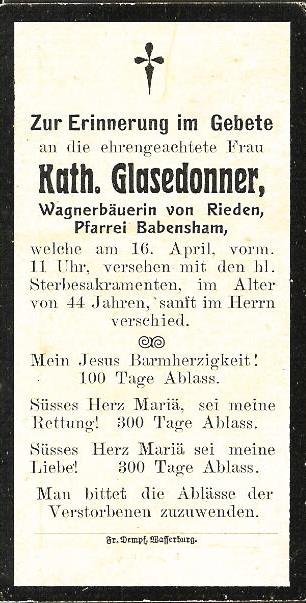 Zur Erinnerung im Gebete
an die ehrengeachtete Frau
Kath. Glasedonner,
Wagnerbäuerin von Rieden,
Pfarrei Babensham,
welche am 16. April, vorm.
11 Uhr, versehen mit den hl.
Sterbesakramenten, im Alter
von 44 Jahren, sanft im Herrn
verschied.
Mein Jesus Barmherzigkeit!
100 Tage Ablass.
Süsses Herz Mariä, sei meine
Rettung! 300 Tage Ablass.
Süsses Herz Mariä sei meine
Liebe! 300 Tage Ablass.
Man bittet die Ablässe der
Verstorbenen zuzuwenden.
Fr. Dempf, Wasserburg.